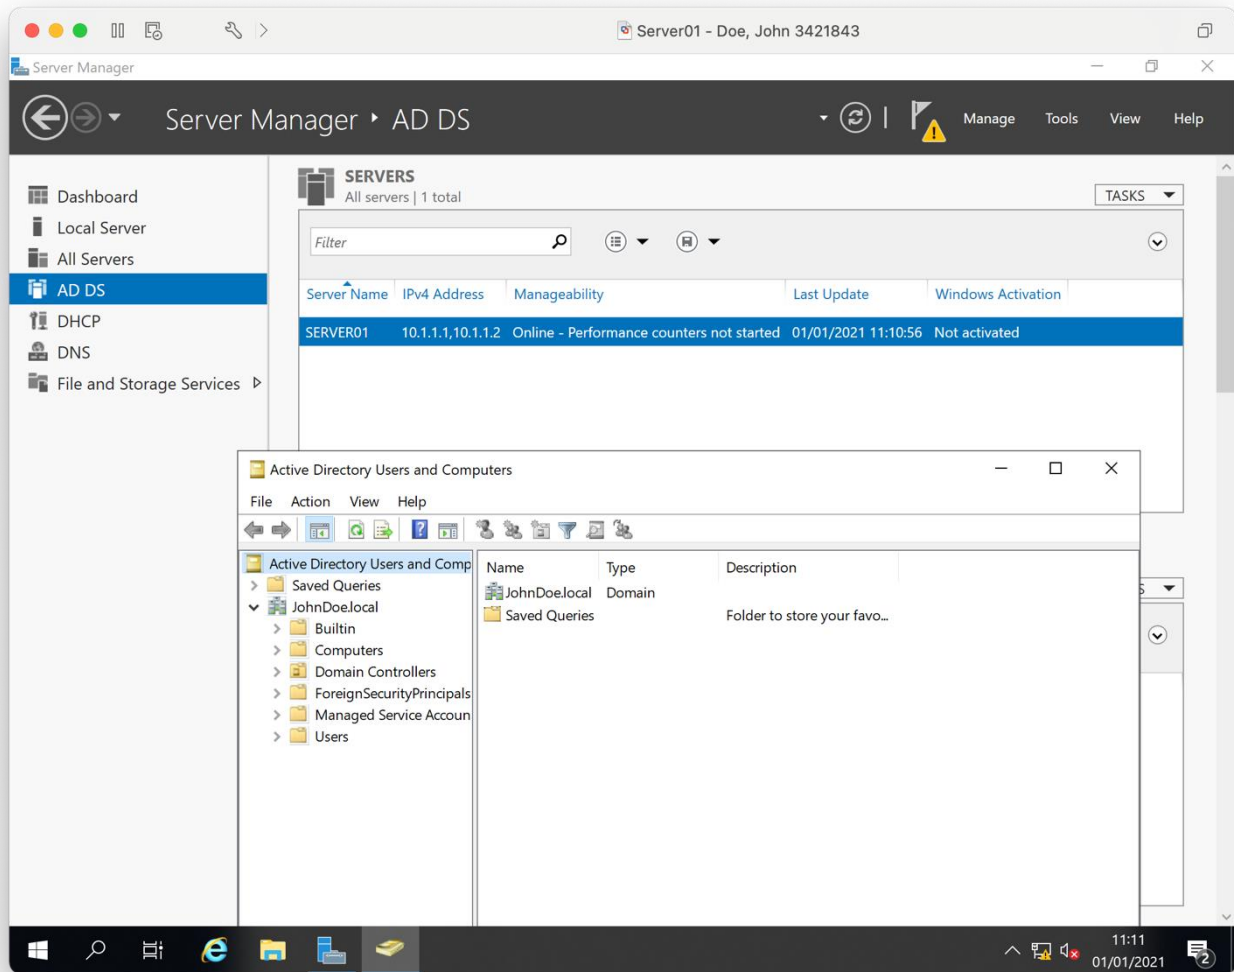 Server01 - Doe, John 3421843
Server Manager
Server Manager ‣ AD DS
Manage Tools View Help
Dashboard
Local Server
All Servers
AD DS
DHCP
DNS
File and Storage Services
SERVERS
All servers | 1 total
TASKS
Filter
Server Name IPv4 Address Manageability Last Update Windows Activation
SERVER01 10.1.1.1,10.1.1.2 Online - Performance counters not started 01/01/2021 11:10:56 Not activated
Active Directory Users and Computers
File Action View Help
Active Directory Users and Comp
Saved Queries
JohnDoe.local
Builtin
Computers
Domain Controllers
ForeignSecurityPrincipals
Managed Service Accoun
Users
Name Type Description
JohnDoe.local Domain
Saved Queries Folder to store your favo...
S
11:11
01/01/2021
2